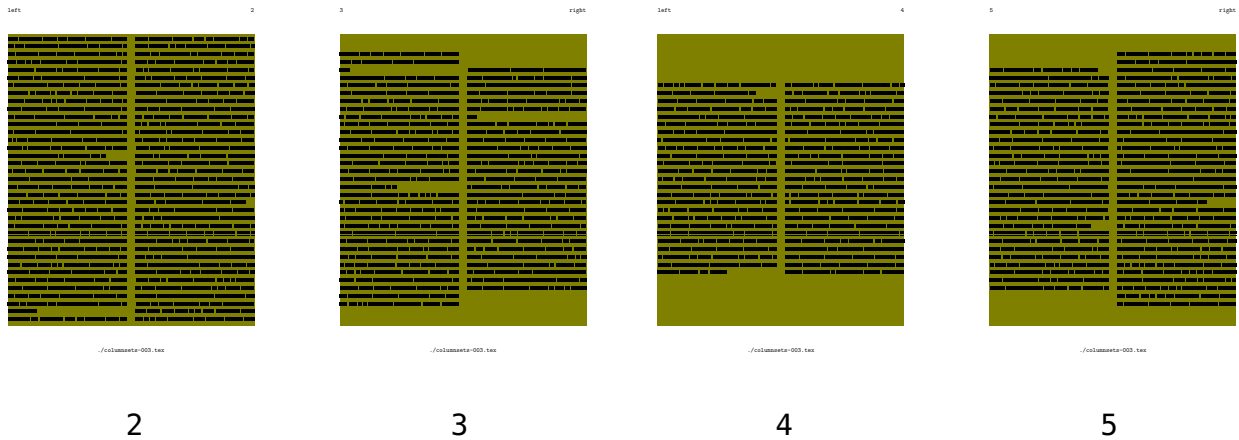 left 2 3 right left 4 5 right
./columnsets-003.tex ./columnsets-003.tex ./columnsets-003.tex ./columnsets-003.tex
2 3 4 5